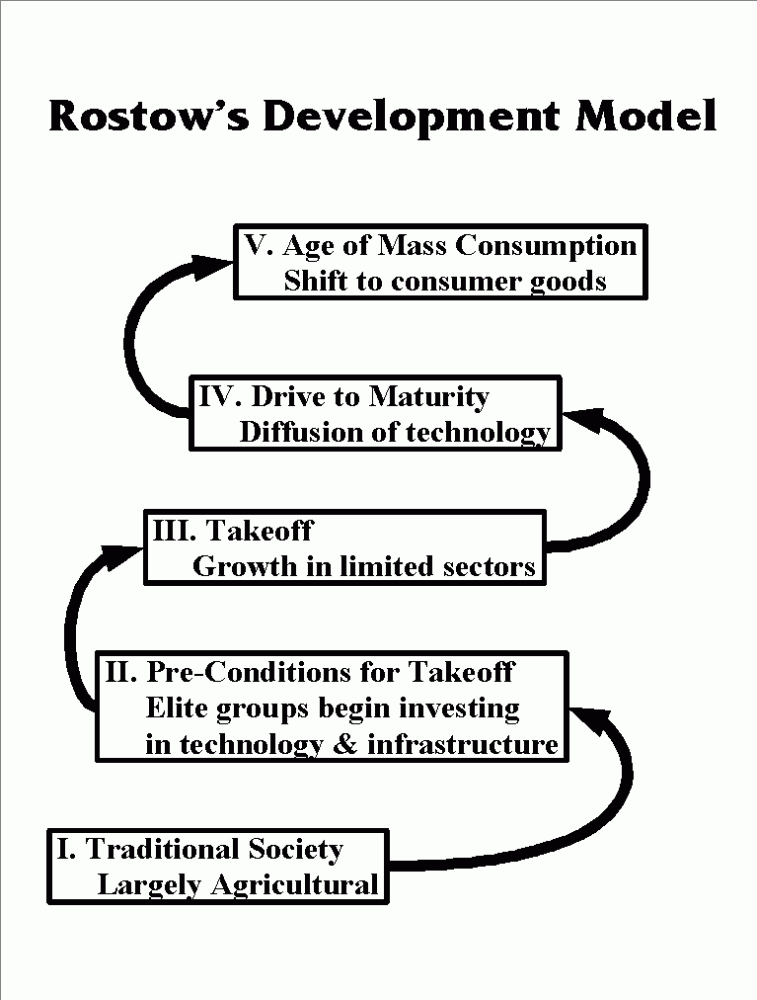 Rostow's Development Model
V. Age of Mass Consumption
Shift to consumer goods
IV. Drive to Maturity
Diffusion of technology
III. Takeoff
Growth in limited sectors
II. Pre-Conditions for Takeoff
Elite groups begin investing
in technology & infrastructure
I. Traditional Society
Largely Agricultural